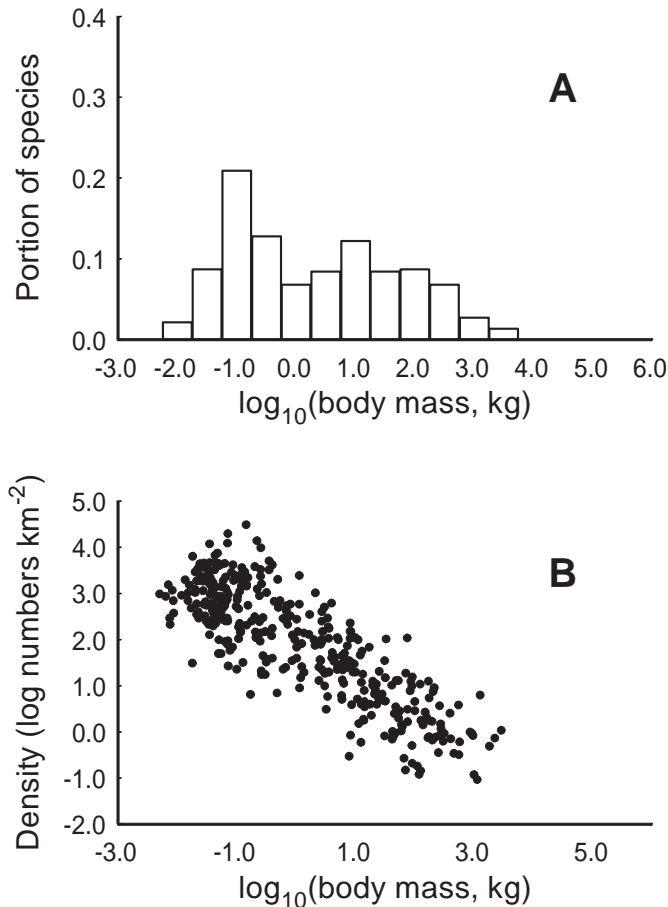 0.4
0.3
0.2
0.1
0.0
Portion of species
A
-3.0 -2.0 -1.0 0.0 1.0 2.0 3.0 4.0 5.0 6.0
log10(body mass, kg)
5.0
4.0
3.0
2.0
1.0
0.0
-1.0
-2.0
Density (log numbers km-2)
B
-3.0 -1.0 1.0 3.0 5.0
log10(body mass, kg)